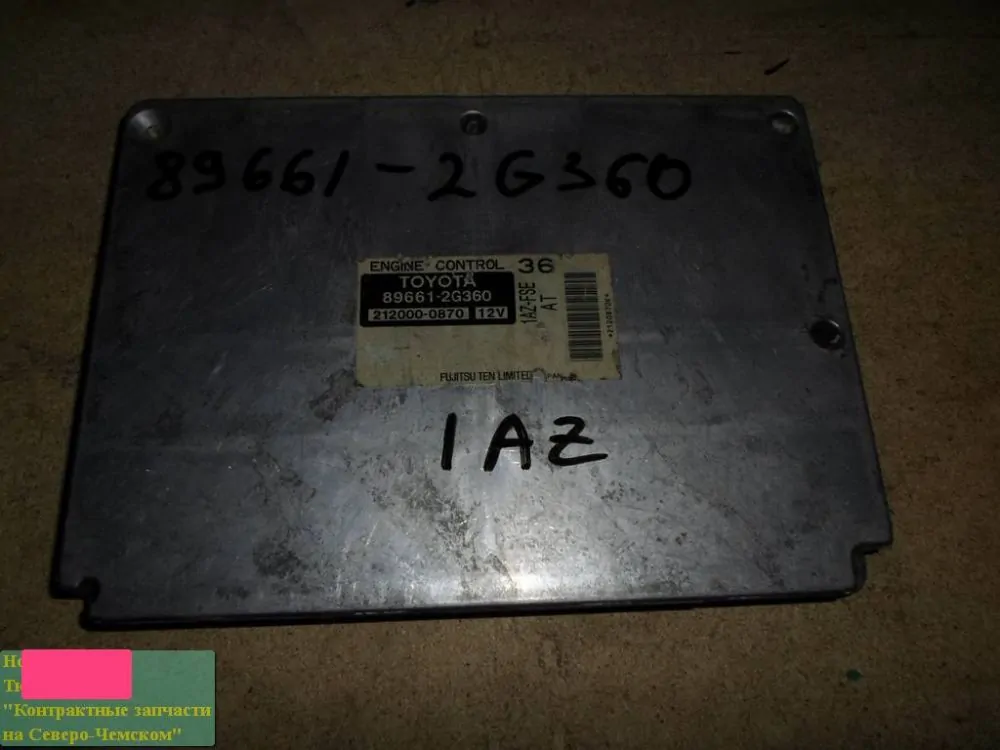 89661-2G360
ENGINE CONTROL 36
TOYOTA
89661-2G360
212000-0870 12V
1AZ-FSE
AT
FUJITSU TEN LIMITED
1AZ
"Контрактные запчасти
на Северо-Чемском"